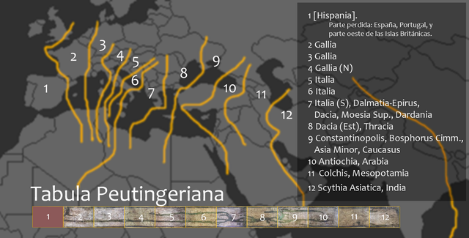 1 [Hispania].
Parte perdida: España, Portugal, y
parte oeste de las Islas Británicas.
2 Gallia
3 Gallia
4 Gallia (N)
5 Italia
6 Italia
7 Italia (S), Dalmatia-Epirus,
Dacia, Moesia Sup., Dardania
8 Dacia (Est), Thracia
9 Constantinopolis, Bosphorus Cimm.,
Asia Minor, Caucasus
10 Antiochia, Arabia
11 Colchis, Mesopotamia
12 Scythia Asiatica, India
1
2
3
4
5
6
7
8
9
10
11
12
Tabula Peutingeriana
1 2 3 4 5 6 7 8 9 10 11 12